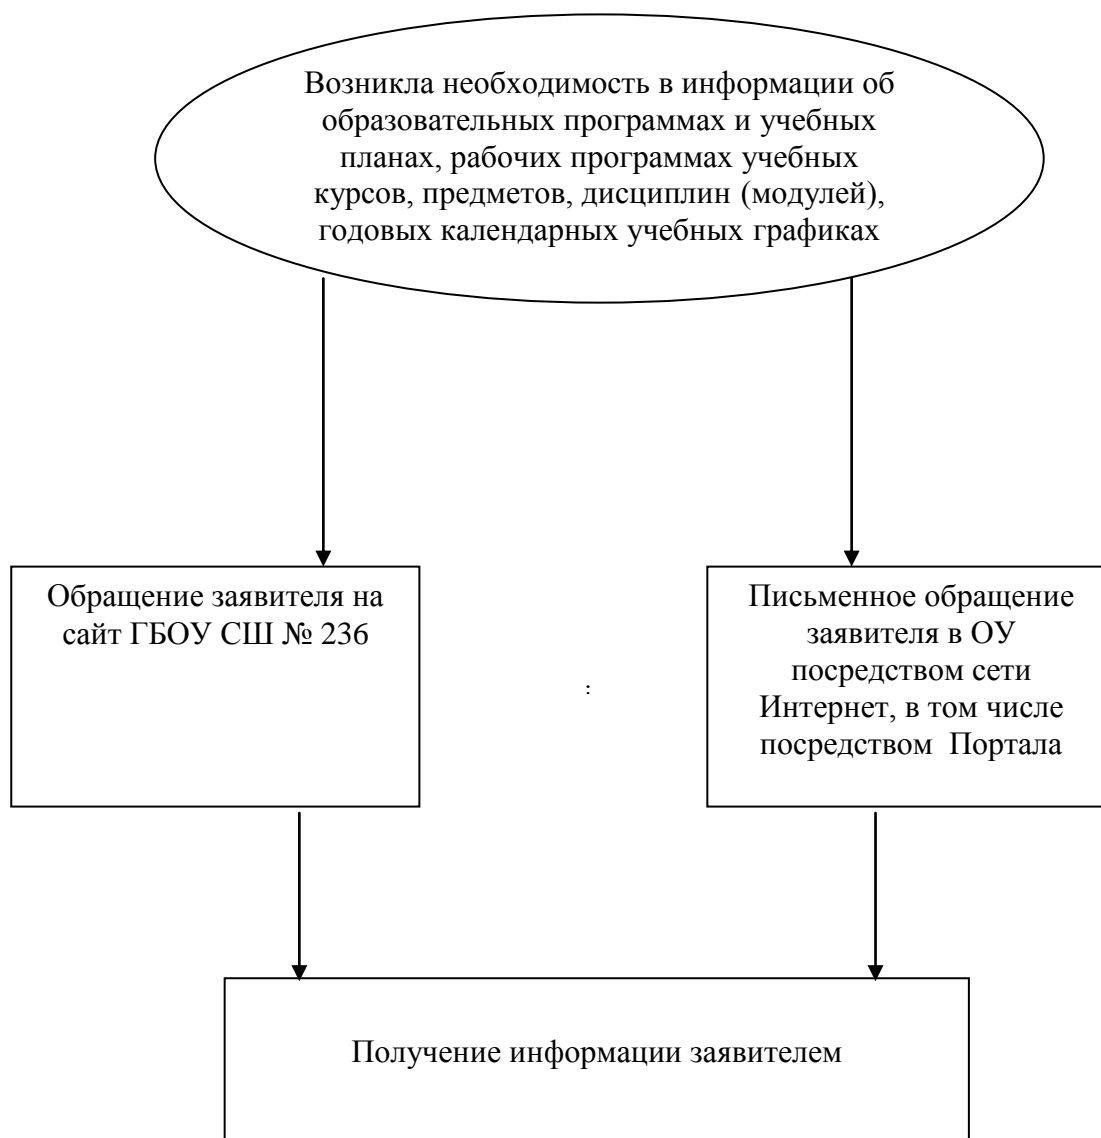 Возникла необходимость в информации об
образовательных программах и учебных
планах, рабочих программах учебных
курсов, предметов, дисциплин (модулей),
годовых календарных учебных графиках
Обращение заявителя на
сайт ГБОУ СШ № 236
:
Письменное обращение
заявителя в ОУ
посредством сети
Интернет, в том числе
посредством Портала
Получение информации заявителем